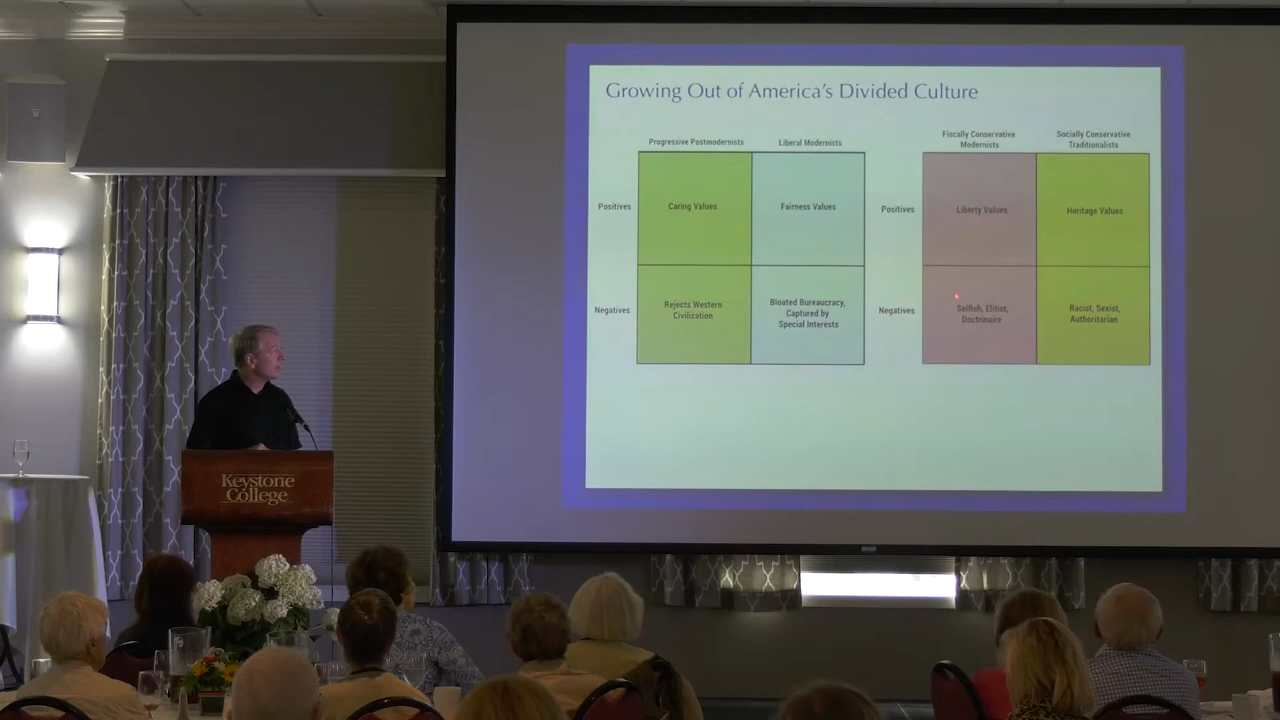 Growing Out of America's Divided Culture
Progressive Postmodernists
Liberal Modernists
Fiscally Conservative
Modernists
Socially Conservative
Traditionalists
Positives
Caring Values
Fairness Values
Positives
Liberty Values
Heritage Values
Negatives
Rejects Western
Civilization
Bloated Bureaucracy,
Captured by
Special Interests
Negatives
Selfish, Elitist,
Doctrinaire
Racist, Sexist,
Authoritarian
Keystone
College